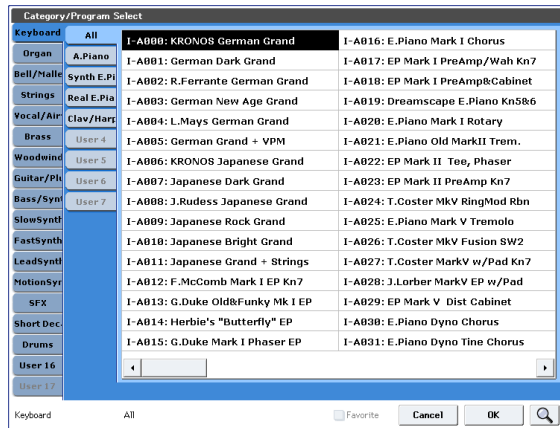 Category/Program Select
Keyboard
Organ
Bell/Malle
Strings
Vocal/Air
Brass
Woodwind
Guitar/Plu
Bass/Synt
SlowSynth
FastSynth
LeadSynth
MotionSyn
SFX
Short Dec
Drums
User 16
User 17
All
A.Piano
Synth E.Pi
Real E.Pia
Clav/Harp
User 4
User 5
User 6
User 7
I-A000: KRONOS German Grand
I-A001: German Dark Grand
I-A002: R.Ferrante German Grand
I-A003: German New Age Grand
I-A004: L.Mays German Grand
I-A005: German Grand + VPM
I-A006: KRONOS Japanese Grand
I-A007: Japanese Dark Grand
I-A008: J.Rudess Japanese Grand
I-A009: Japanese Rock Grand
I-A010: Japanese Bright Grand
I-A011: Japanese Grand + Strings
I-A012: F.McComb Mark I EP Kn7
I-A013: G.Duke Old&Funky Mk I EP
I-A014: Herbie's "Butterfly" EP
I-A015: G.Duke Mark I Phaser EP
I-A016: E.Piano Mark I Chorus
I-A017: EP Mark I PreAmp/Wah Kn7
I-A018: EP Mark I PreAmp&Cabinet
I-A019: Dreamscape E.Piano Kn5&6
I-A020: E.Piano Mark I Rotary
I-A021: E.Piano Old MarkII Trem.
I-A022: EP Mark II  Tee, Phaser
I-A023: EP Mark II PreAmp Kn7
I-A024: T.Coster MkV RingMod Rbn
I-A025: E.Piano Mark V Tremolo
I-A026: T.Coster MkV Fusion SW2
I-A027: T.Coster MarkV w/Pad Kn7
I-A028: J.Lorber MarkV EP w/Pad
I-A029: EP Mark V  Dist Cabinet
I-A030: E.Piano Dyno Chorus
I-A031: E.Piano Dyno Tine Chorus
Keyboard
All
Favorite
Cancel
OK